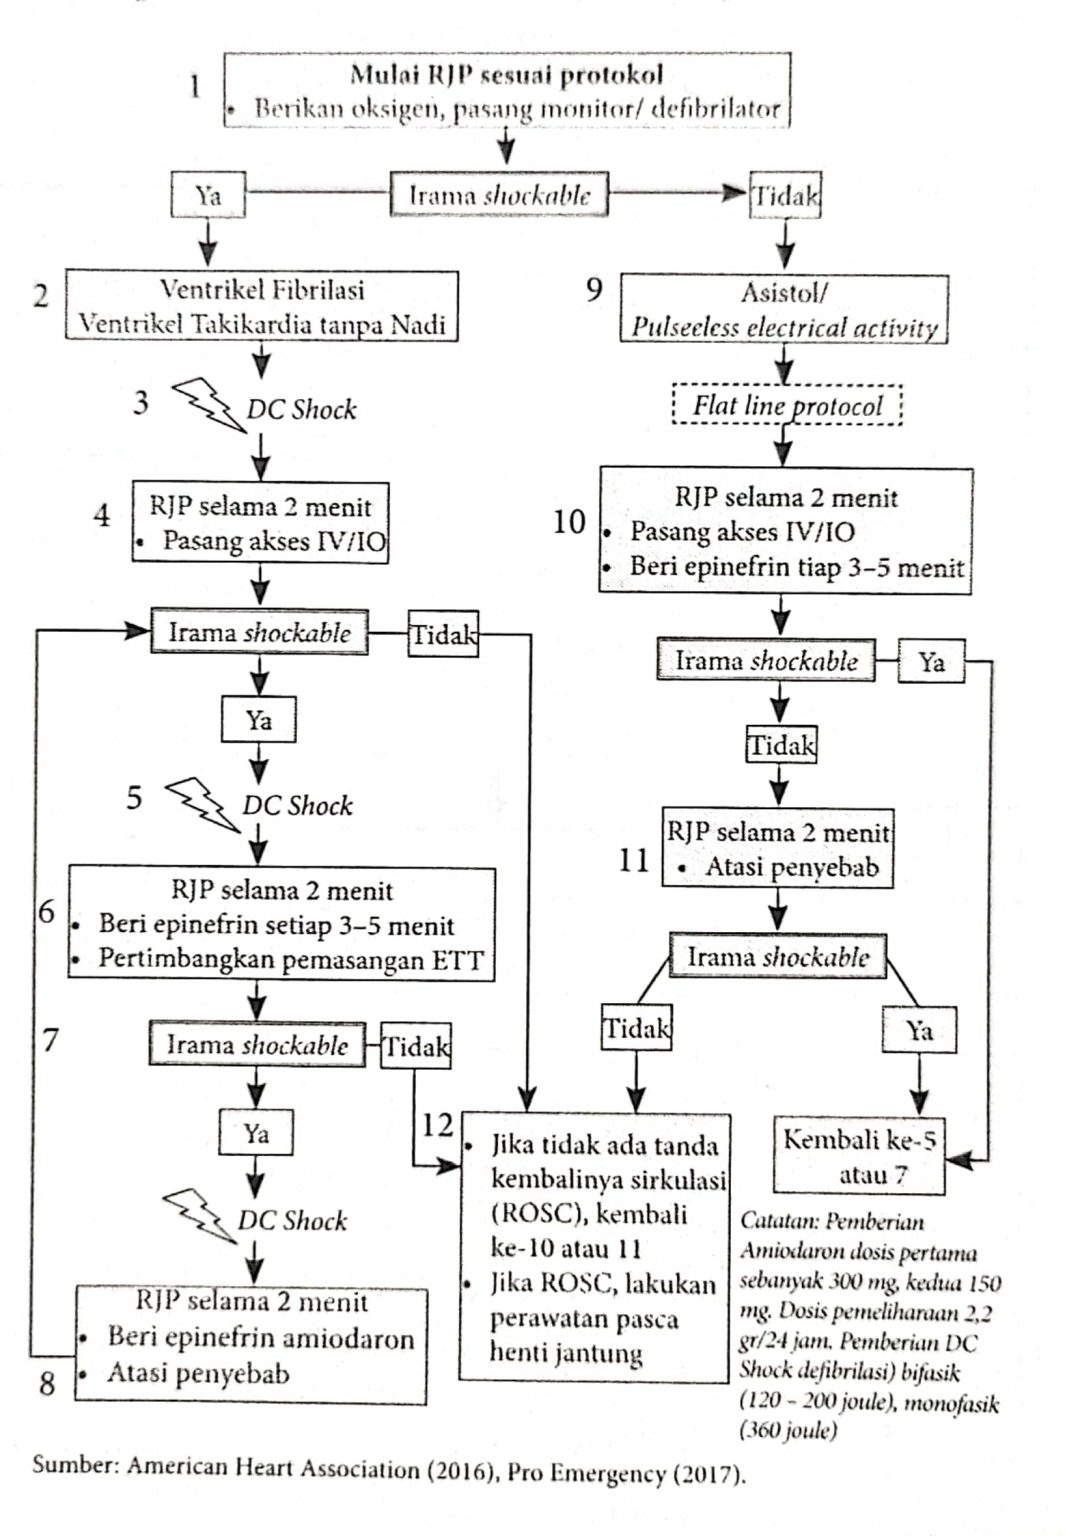 1
Mulai RJP sesuai protokol
• Berikan oksigen, pasang monitor/ defibrilator
Ya
Irama shockable
Tidak
2
Ventrikel Fibrilasi
Ventrikel Takikardia tanpa Nadi
3
DC Shock
4
RJP selama 2 menit
• Pasang akses IV/IO
Irama shockable
Tidak
Ya
5
DC Shock
6
RJP selama 2 menit
• Beri epinefrin setiap 3–5 menit
• Pertimbangkan pemasangan ETT
7
Irama shockable
Tidak
Ya
DC Shock
8
RJP selama 2 menit
• Beri epinefrin amiodaron
• Atasi penyebab
9
Asistol/
Pulseeless electrical activity
Flat line protocol
10
RJP selama 2 menit
• Pasang akses IV/IO
• Beri epinefrin tiap 3–5 menit
Irama shockable
Ya
Tidak
11
RJP selama 2 menit
• Atasi penyebab
Irama shockable
Tidak
Ya
12
• Jika tidak ada tanda
kembalinya sirkulasi
(ROSC), kembali
ke-10 atau 11
• Jika ROSC, lakukan
perawatan pasca
henti jantung
Kembali ke-5
atau 7
Catatan: Pemberian
Amiodaron dosis pertama
sebanyak 300 mg, kedua 150
mg. Dosis pemeliharaan 2,2
gr/24 jam. Pemberian DC
Shock defibrilasi) bifasik
(120 – 200 joule), monofasik
(360 joule)
Sumber: American Heart Association (2016), Pro Emergency (2017).